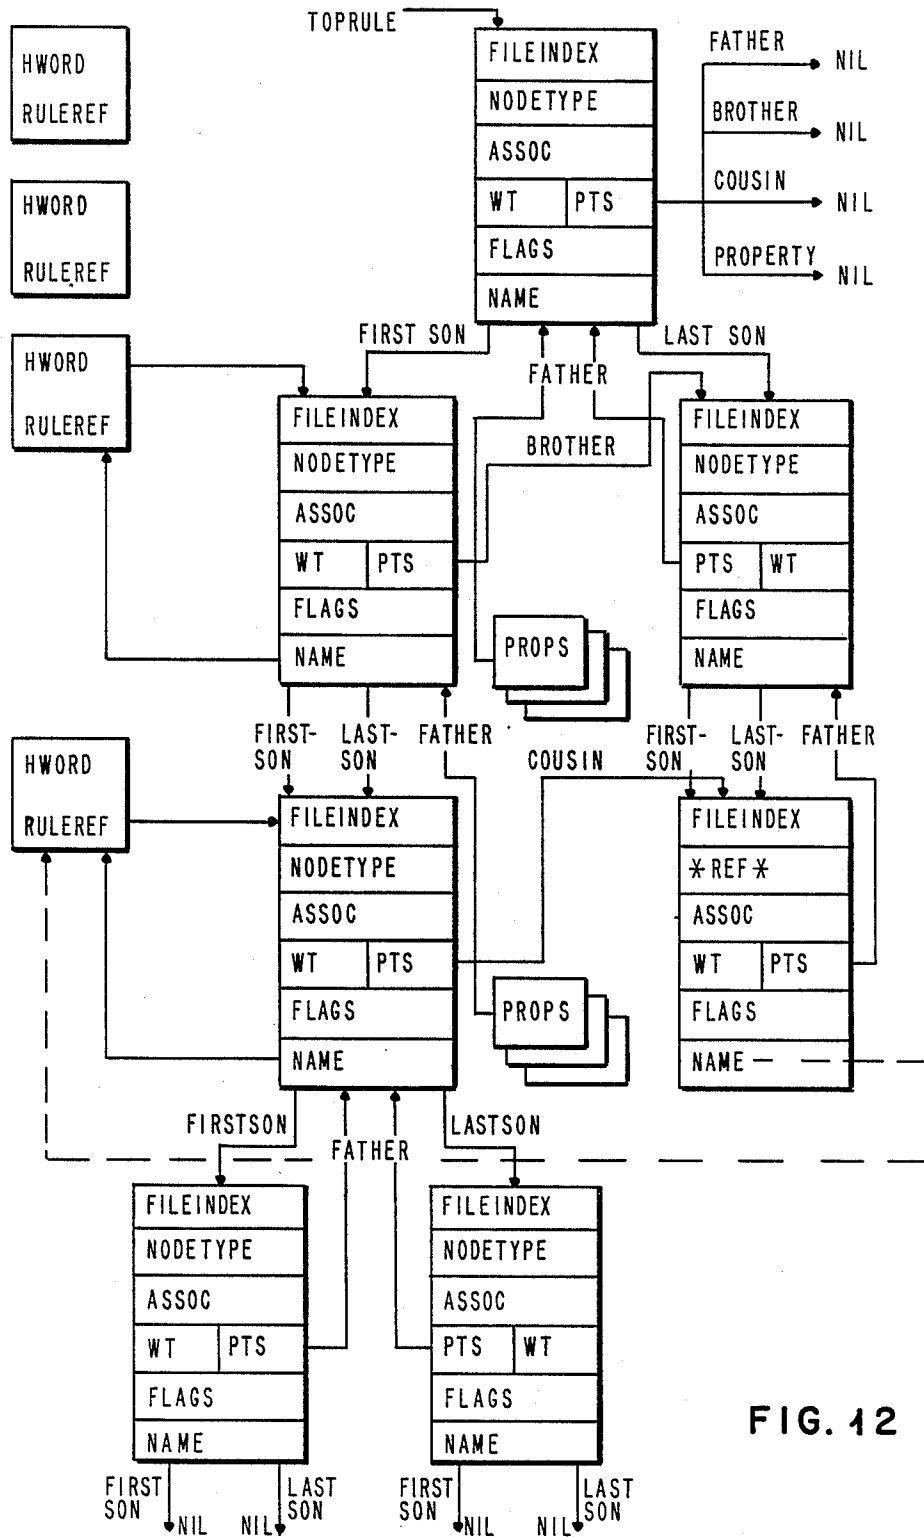 TOPRULE
HWORD
RULEREF
FILEINDEX
NODETYPE
ASSOC
WT PTS
FLAGS
NAME
FATHER NIL
BROTHER NIL
COUSIN NIL
PROPERTY NIL
HWORD
RULEREF
FIRST SON
LAST SON
FATHER
BROTHER
HWORD
RULEREF
FILEINDEX
NODETYPE
ASSOC
WT PTS
FLAGS
NAME
FILEINDEX
NODETYPE
ASSOC
PTS WT
FLAGS
NAME
PROPS
FIRST-
SON
LAST-
SON
FATHER
COUSIN
FIRST-
SON
LAST-
SON
FATHER
HWORD
RULEREF
FILEINDEX
NODETYPE
ASSOC
WT PTS
FLAGS
NAME
PROPS
FILEINDEX
*REF*
ASSOC
WT PTS
FLAGS
NAME
FIRSTSON
FATHER
LASTSON
FILEINDEX
NODETYPE
ASSOC
WT PTS
FLAGS
NAME
FILEINDEX
NODETYPE
ASSOC
PTS WT
FLAGS
NAME
FIRST
SON
NIL
LAST
SON
NIL
FIRST
SON
NIL
LAST
SON
NIL
FIG. 12